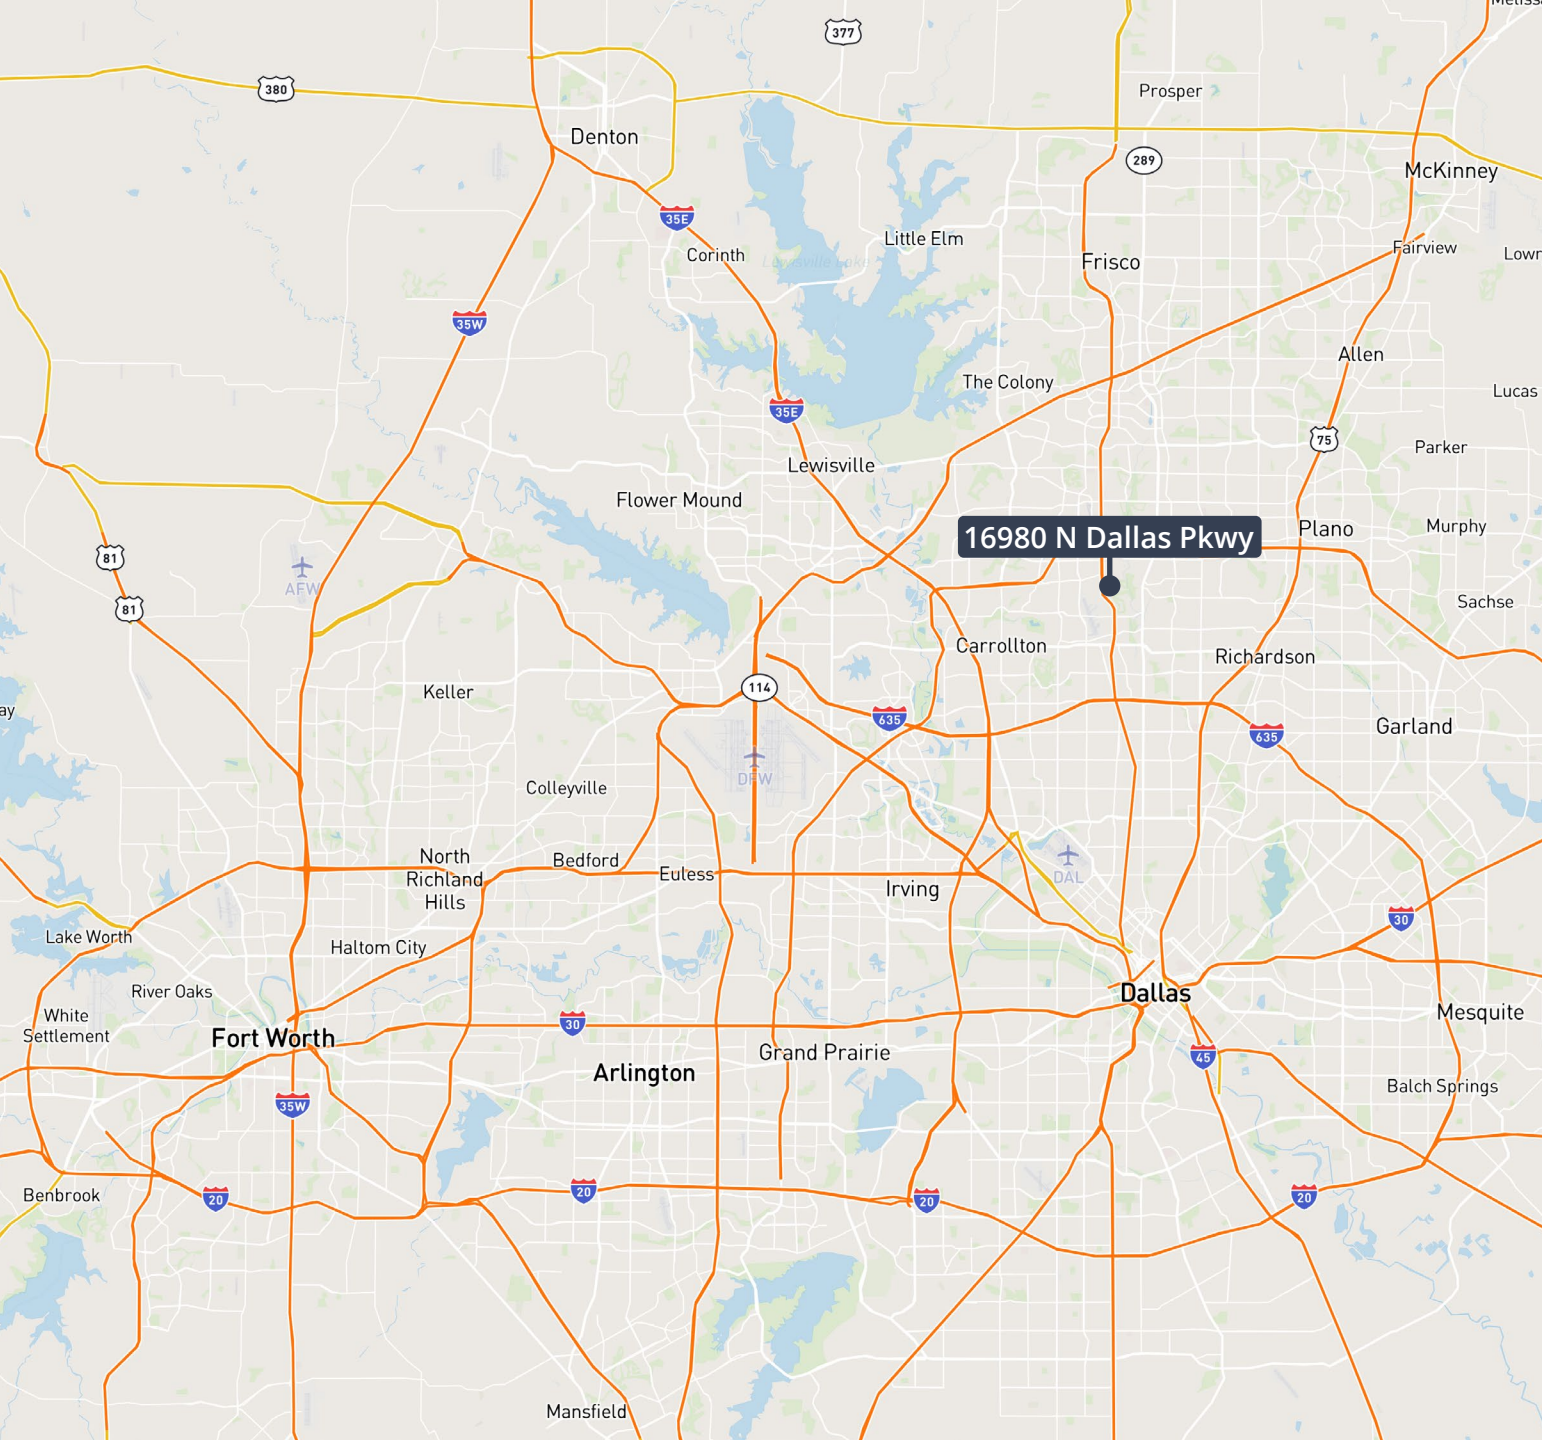 377
380
Prosper
Denton
289
McKinney
35E
Little Elm
Fairview
Corinth
Lewisville Lake
Frisco
35W
Allen
The Colony
Lucas
35E
75
Parker
Lewisville
Flower Mound
Plano
Murphy
16980 N Dallas Pkwy
81
AFW
81
Sachse
Carrollton
Richardson
Keller
114
635
Garland
635
DFW
Colleyville
North
Richland
Hills
Bedford
Euless
Irving
DAL
30
Lake Worth
Haltom City
River Oaks
Dallas
White
Settlement
Fort Worth
30
Mesquite
Grand Prairie
45
Arlington
Balch Springs
35W
Benbrook
20
20
20
20
Mansfield